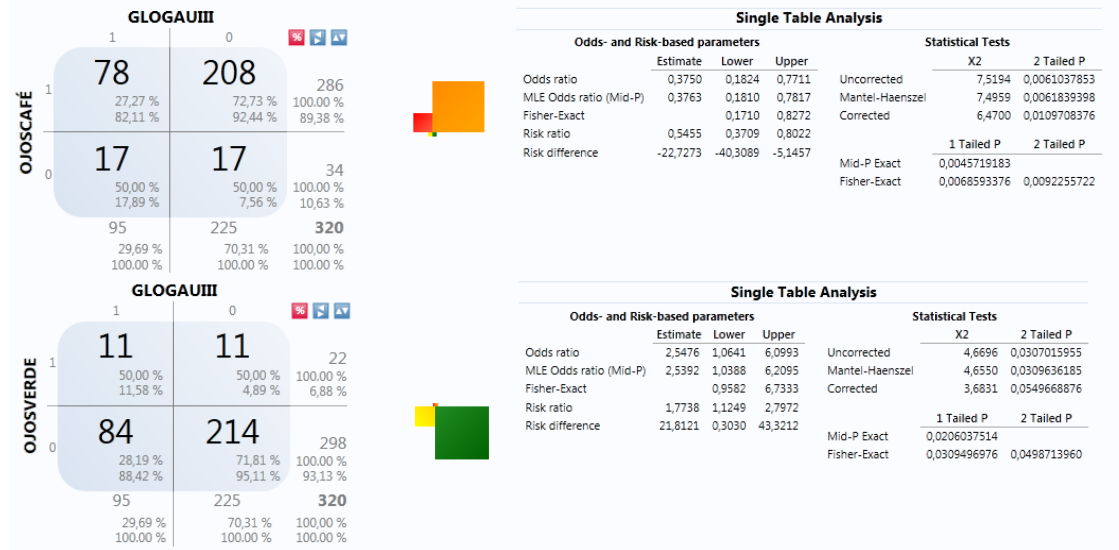 GLOGAUIII
1 0 %
OJOSCAFÉ
1 78 208 286
27,27 % 72,73 % 100.00 %
82,11 % 92,44 % 89,38 %
0 17 17 34
50,00 % 50,00 % 100.00 %
17,89 % 7,56 % 10,63 %
95 225 320
29,69 % 70,31 % 100,00 %
100.00 % 100.00 % 100.00 %
Single Table Analysis
Odds- and Risk-based parameters Statistical Tests
Estimate Lower Upper X2 2 Tailed P
Odds ratio 0,3750 0,1824 0,7711 Uncorrected 7,5194 0,0061037853
MLE Odds ratio (Mid-P) 0,3763 0,1810 0,7817 Mantel-Haenszel 7,4959 0,0061839398
Fisher-Exact 0,1710 0,8272 Corrected 6,4700 0,0109708376
Risk ratio 0,5455 0,3709 0,8022
Risk difference -22,7273 -40,3089 -5,1457
1 Tailed P 2 Tailed P
Mid-P Exact 0,0045719183
Fisher-Exact 0,0068593376 0,0092255722
GLOGAUIII
1 0 %
OJOSVERDE
1 11 11 22
50,00 % 50,00 % 100.00 %
11,58 % 4,89 % 6,88 %
0 84 214 298
28,19 % 71,81 % 100.00 %
88,42 % 95,11 % 93,13 %
95 225 320
29,69 % 70,31 % 100,00 %
100.00 % 100.00 % 100.00 %
Single Table Analysis
Odds- and Risk-based parameters Statistical Tests
Estimate Lower Upper X2 2 Tailed P
Odds ratio 2,5476 1,0641 6,0993 Uncorrected 4,6696 0,0307015955
MLE Odds ratio (Mid-P) 2,5392 1,0388 6,2095 Mantel-Haenszel 4,6550 0,0309636185
Fisher-Exact 0,9582 6,7333 Corrected 3,6831 0,0549668876
Risk ratio 1,7738 1,1249 2,7972
Risk difference 21,8121 0,3030 43,3212
1 Tailed P 2 Tailed P
Mid-P Exact 0,0206037514
Fisher-Exact 0,0309496976 0,0498713960